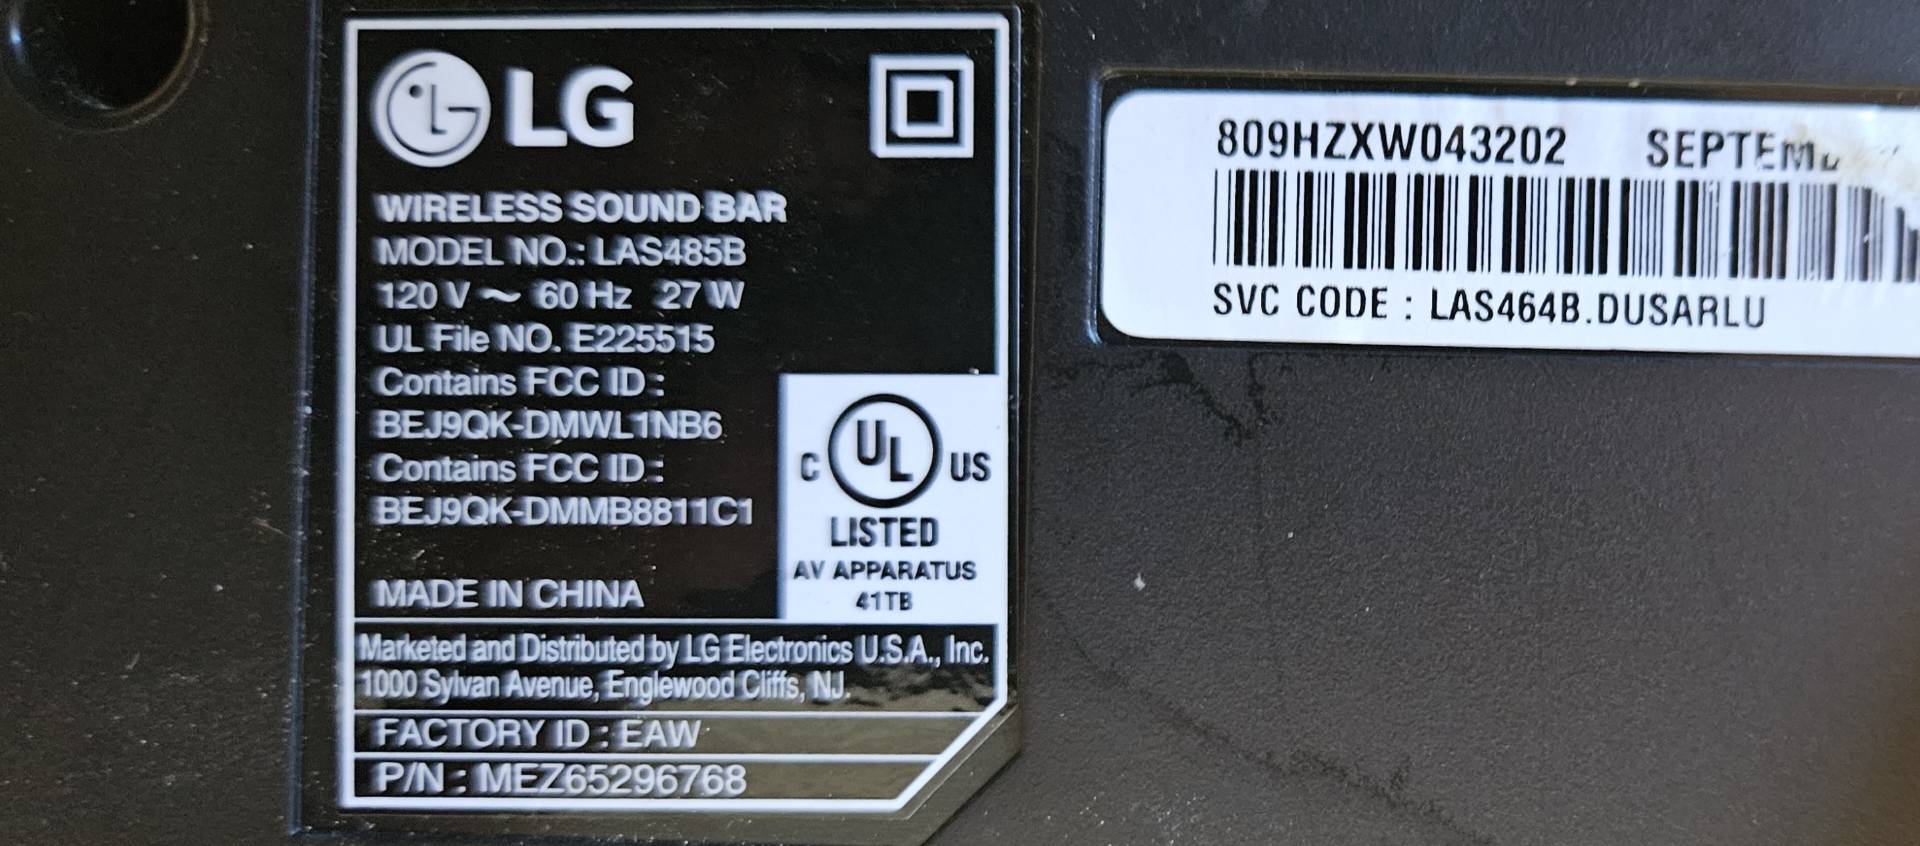 LG
WIRELESS SOUND BAR
MODEL NO.: LAS485B
120 V ~ 60 Hz 27 W
UL File NO. E225515
Contains FCC ID :
BEJ9QK-DMWL1NB6
Contains FCC ID :
BEJ9QK-DMMB8811C1
MADE IN CHINA
C UL US
LISTED
AV APPARATUS
41TB
Marketed and Distributed by LG Electronics U.S.A., Inc.
1000 Sylvan Avenue, Englewood Cliffs, NJ.
FACTORY ID : EAW
P/N : MEZ65296768
809HZXW043202
SVC CODE : LAS464B.DUSARLU